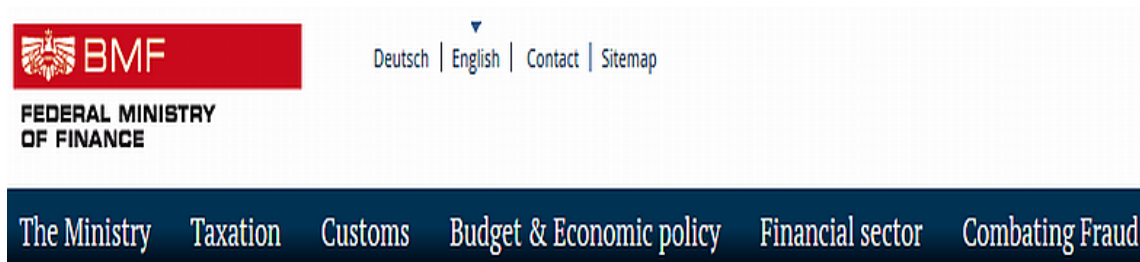 BMF
FEDERAL MINISTRY
OF FINANCE
Deutsch | English | Contact | Sitemap
The Ministry Taxation Customs Budget & Economic policy Financial sector Combating Fraud